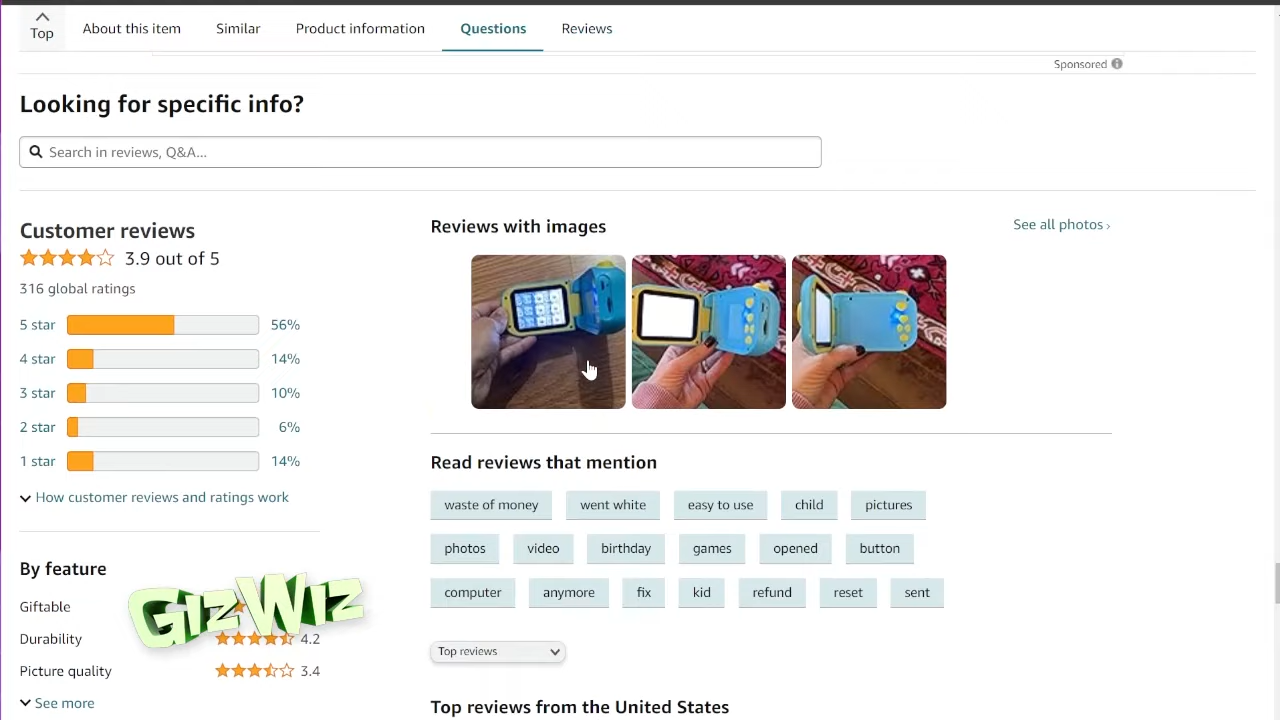 Top
About this item
Similar
Product information
Questions
Reviews
Sponsored
Looking for specific info?
Search in reviews, Q&A...
Customer reviews
3.9 out of 5
316 global ratings
5 star 56%
4 star 14%
3 star 10%
2 star 6%
1 star 14%
How customer reviews and ratings work
By feature
Giftable
Durability 4.2
Picture quality 3.4
See more
GizWiz
Reviews with images
See all photos ›
Read reviews that mention
waste of money
went white
easy to use
child
pictures
photos
video
birthday
games
opened
button
computer
anymore
fix
kid
refund
reset
sent
Top reviews
Top reviews from the United States